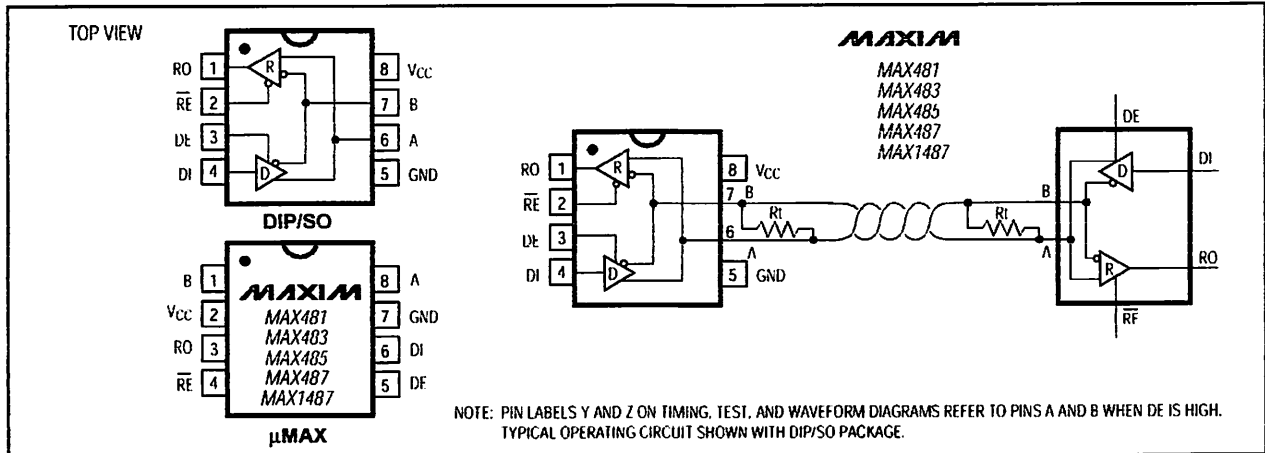 TOP VIEW
RO 1
RE 2
DE 3
DI 4
8 VCC
7 B
6 A
5 GND
R
D
DIP/SO
B 1
VCC 2
RO 3
RE 4
8 A
7 GND
6 DI
5 DE
MAXIM
MAX481
MAX483
MAX485
MAX487
MAX1487
µMAX
MAXIM
MAX481
MAX483
MAX485
MAX487
MAX1487
RO 1
RE 2
DE 3
DI 4
R
D
8 VCC
7 B
6 A
5 GND
Rt
Rt
B
A
DE
D
DI
R
RO
RE
NOTE: PIN LABELS Y AND Z ON TIMING, TEST, AND WAVEFORM DIAGRAMS REFER TO PINS A AND B WHEN DE IS HIGH.
TYPICAL OPERATING CIRCUIT SHOWN WITH DIP/SO PACKAGE.